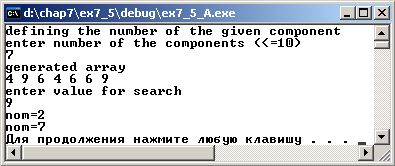 d:\chap7\ex7_5\debug\ex7_5_A.exe
defining the number of the given component
enter number of the components (<=10)
7
generated array
4 9 6 4 6 6 9
enter value for search
9
nom=2
nom=7
Для продолжения нажмите любую клавишу . . .